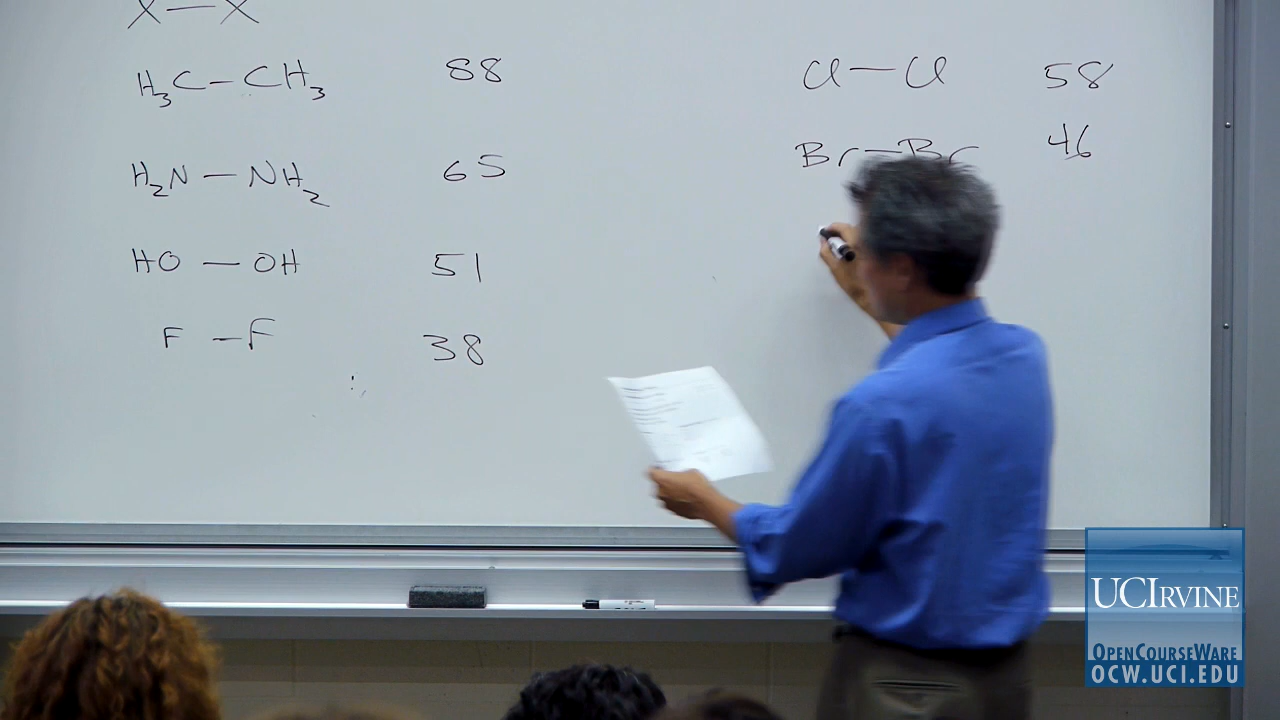 X — X
H₃C — CH₃ 88
H₂N — NH₂ 65
HO — OH 51
F — F 38
Cl — Cl 58
Br — Br 46
UCIRVINE
OPENCOURSEWARE
OCW.UCI.EDU